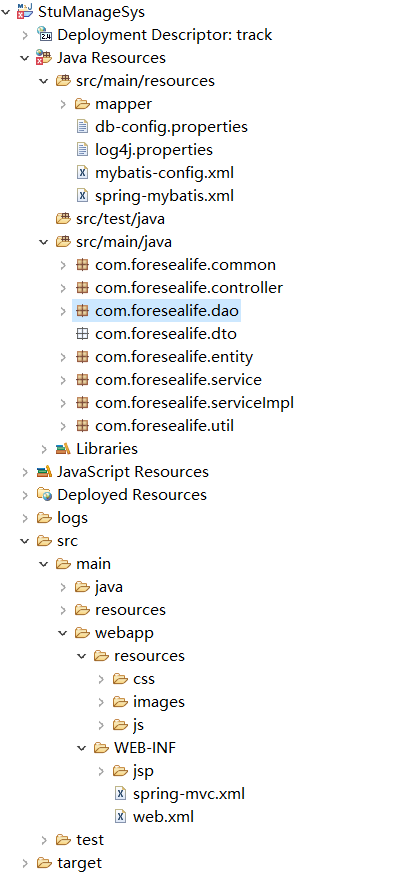 StuManageSys
Deployment Descriptor: track
Java Resources
src/main/resources
mapper
db-config.properties
log4j.properties
mybatis-config.xml
spring-mybatis.xml
src/test/java
src/main/java
com.foresealife.common
com.foresealife.controller
com.foresealife.dao
com.foresealife.dto
com.foresealife.entity
com.foresealife.service
com.foresealife.serviceImpl
com.foresealife.util
Libraries
JavaScript Resources
Deployed Resources
logs
src
main
java
resources
webapp
resources
css
images
js
WEB-INF
jsp
spring-mvc.xml
web.xml
test
target